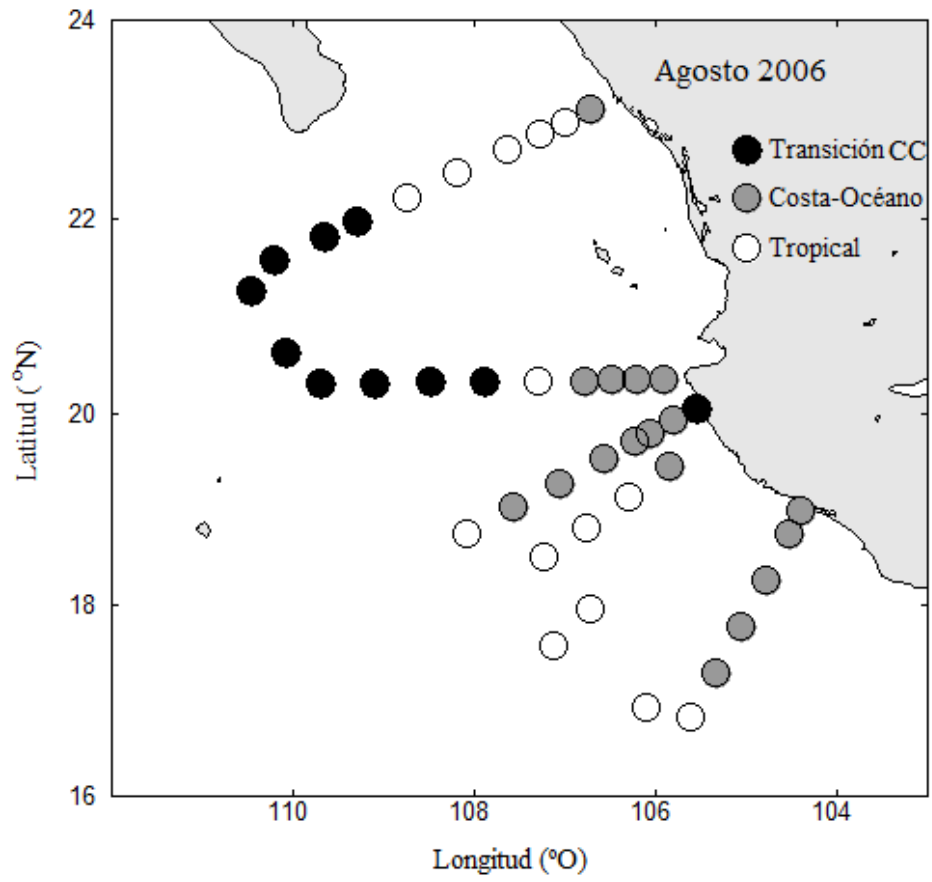 24
22
20
18
16
Latitud ( °N)
Agosto 2006
Transición CC
Costa-Océano
Tropical
110
108
106
104
Longitud (°O)